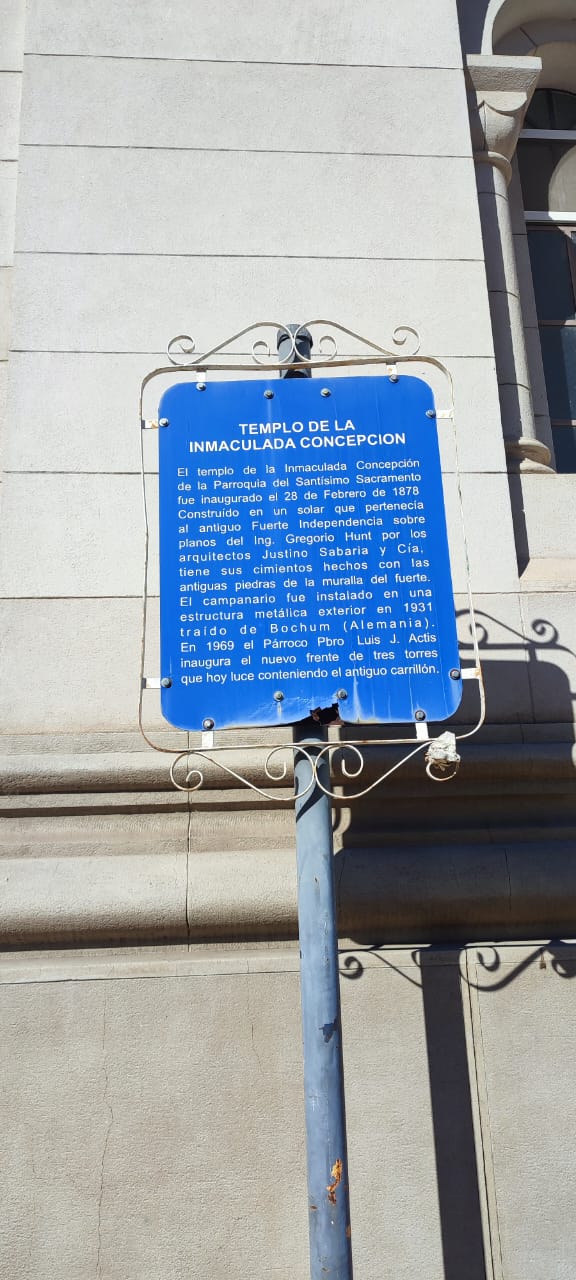 TEMPLO DE LA
INMACULADA CONCEPCION
El templo de la Inmaculada Concepción
de la Parroquia del Santísimo Sacramento
fue inaugurado el 28 de Febrero de 1878
Construído en un solar que pertenecia
al antiguo Fuerte Independencia sobre
planos del Ing. Gregorio Hunt por los
arquitectos Justino Sabaria y Cía,
tiene sus cimientos hechos con las
antiguas piedras de la muralla del fuerte.
El campanario fue instalado en una
estructura metálica exterior en 1931
traído de Bochum (Alemania).
En 1969 el Párroco Pbro Luis J. Actis
inaugura el nuevo frente de tres torres
que hoy luce conteniendo el antiguo carrillón.